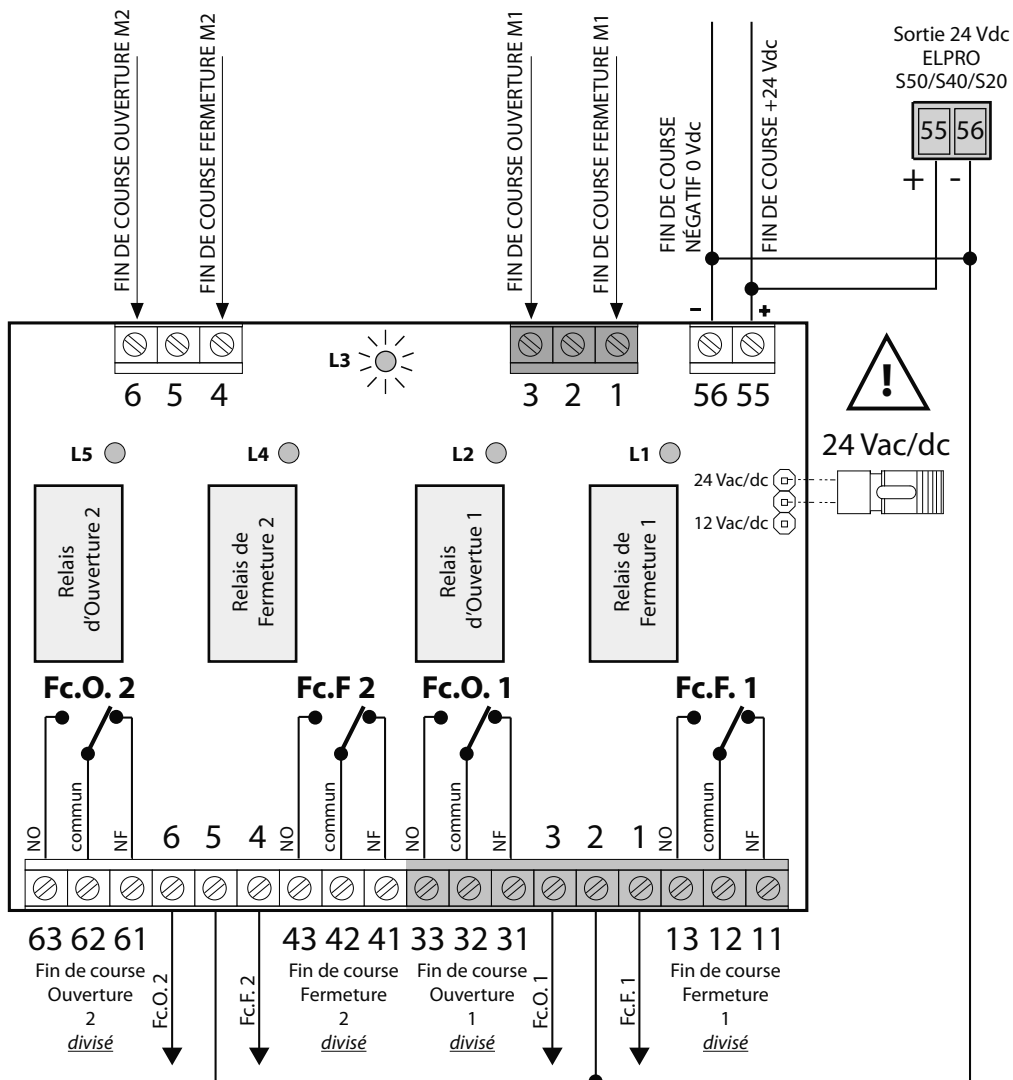 FIN DE COURSE OUVERTURE M2
FIN DE COURSE FERMETURE M2
FIN DE COURSE OUVERTURE M1
FIN DE COURSE FERMETURE M1
FIN DE COURSE
NÉGATIF 0 Vdc
FIN DE COURSE +24 Vdc
Sortie 24 Vdc
ELPRO
S50/S40/S20
55 56
+ -
- +
L3
6 5 4
3 2 1
56 55
!
24 Vac/dc
L5
L4
L2
L1
24 Vac/dc
12 Vac/dc
Relais
d'Ouverture 2
Relais de
Fermeture 2
Relais
d'Ouvertue 1
Relais de
Fermeture 1
Fc.O. 2
Fc.F 2
Fc.O. 1
Fc.F. 1
NO
commun
NF
6 5 4
NO
commun
NF
NO
commun
NF
3 2 1
NO
commun
NF
63 62 61
Fin de course
Ouverture
2
divisé
Fc.O. 2
Fc.F. 2
43 42 41
Fin de course
Fermeture
2
divisé
33 32 31
Fin de course
Ouverture
1
divisé
Fc.O. 1
Fc.F. 1
13 12 11
Fin de course
Fermeture
1
divisé